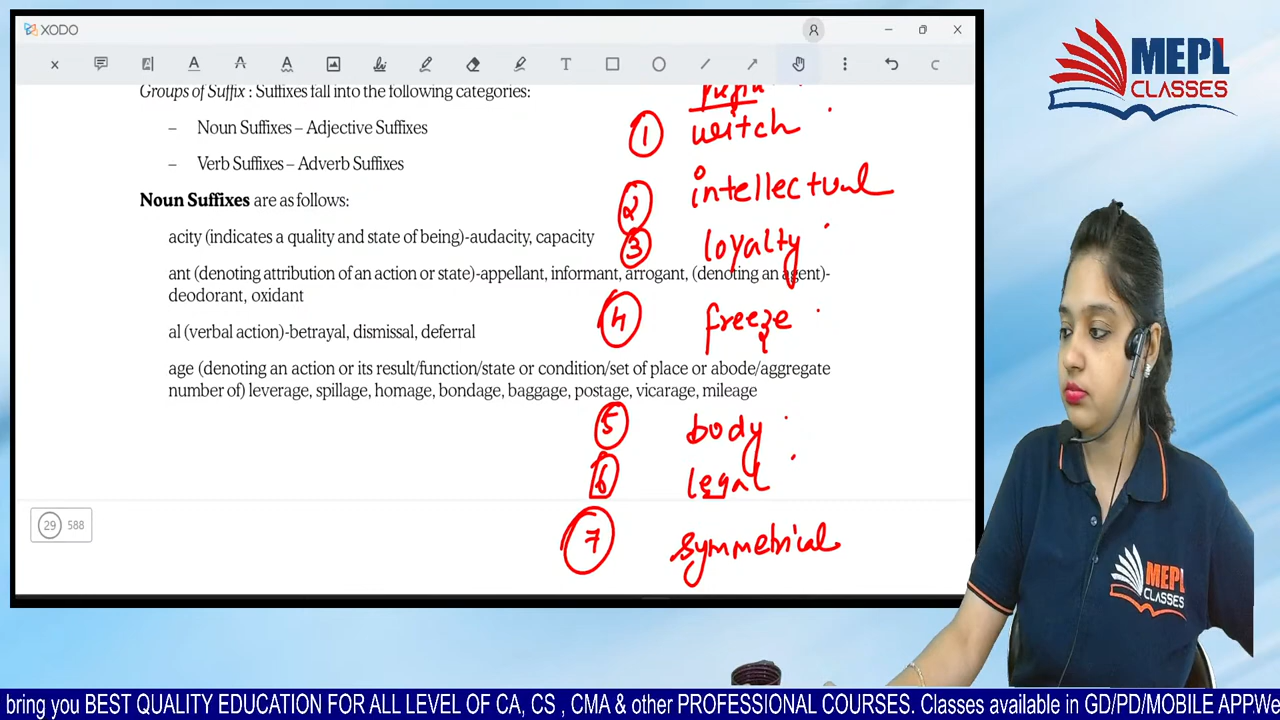 XODO
MEPL
CLASSES
Groups of Suffix : Suffixes fall into the following categories:
– Noun Suffixes – Adjective Suffixes
– Verb Suffixes – Adverb Suffixes
Noun Suffixes are as follows:
acity (indicates a quality and state of being)-audacity, capacity
ant (denoting attribution of an action or state)-appellant, informant, arrogant, (denoting an agent)-
deodorant, oxidant
al (verbal action)-betrayal, dismissal, deferral
age (denoting an action or its result/function/state or condition/set of place or abode/aggregate
number of) leverage, spillage, homage, bondage, baggage, postage, vicarage, mileage
1 witch
2 intellectual
3 loyalty
4 freeze
5 body
6 legal
7 symmetrical
29 588
MEPL
CLASSES
bring you BEST QUALITY EDUCATION FOR ALL LEVEL OF CA, CS , CMA & other PROFESSIONAL COURSES. Classes available in GD/PD/MOBILE APPWe